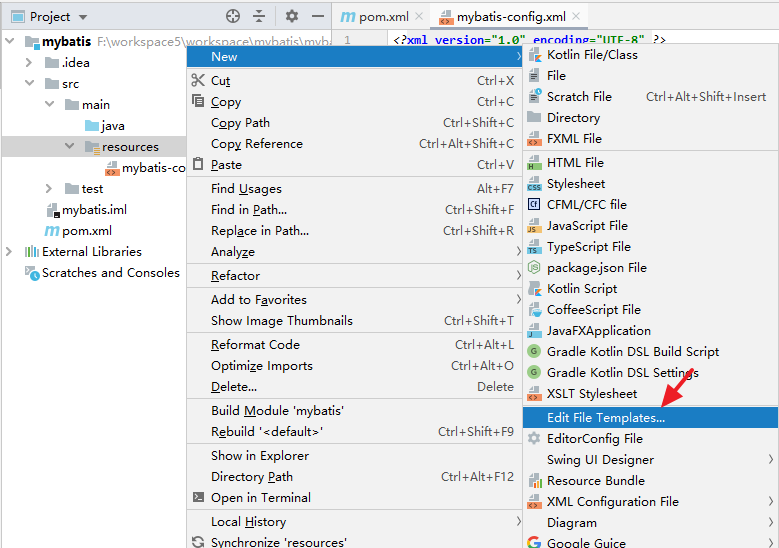 Project
pom.xml
mybatis-config.xml
mybatis F:\workspace5\workspace\mybatis\myba
1 <?xml version="1.0" encoding="UTF-8" ?>
.idea
src
main
java
resources
mybatis-co
test
mybatis.iml
pom.xml
External Libraries
Scratches and Consoles
New
Cut Ctrl+X
Copy Ctrl+C
Copy Path Ctrl+Shift+C
Copy Reference Ctrl+Alt+Shift+C
Paste Ctrl+V
Find Usages Alt+F7
Find in Path... Ctrl+Shift+F
Replace in Path... Ctrl+Shift+R
Analyze
Refactor
Add to Favorites
Show Image Thumbnails Ctrl+Shift+T
Reformat Code Ctrl+Alt+L
Optimize Imports Ctrl+Alt+O
Delete... Delete
Build Module 'mybatis'
Rebuild '<default>' Ctrl+Shift+F9
Show in Explorer
Directory Path Ctrl+Alt+F12
Open in Terminal
Local History
Synchronize 'resources'
Kotlin File/Class
File
Scratch File Ctrl+Alt+Shift+Insert
Directory
FXML File
HTML File
Stylesheet
CFML/CFC file
JavaScript File
TypeScript File
package.json File
Kotlin Script
CoffeeScript File
JavaFXApplication
Gradle Kotlin DSL Build Script
Gradle Kotlin DSL Settings
XSLT Stylesheet
Edit File Templates...
EditorConfig File
Swing UI Designer
Resource Bundle
XML Configuration File
Diagram
Google Guice